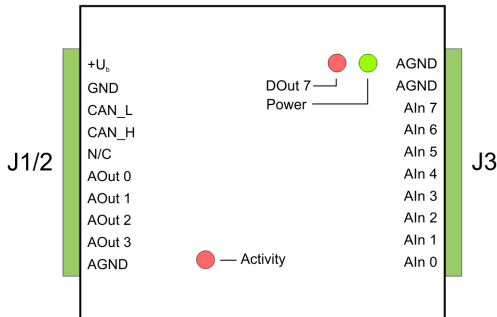 J1/2
+Ub
GND
CAN_L
CAN_H
N/C
AOut 0
AOut 1
AOut 2
AOut 3
AGND
DOut 7
Power
Activity
AGND
AGND
AIn 7
AIn 6
AIn 5
AIn 4
AIn 3
AIn 2
AIn 1
AIn 0
J3